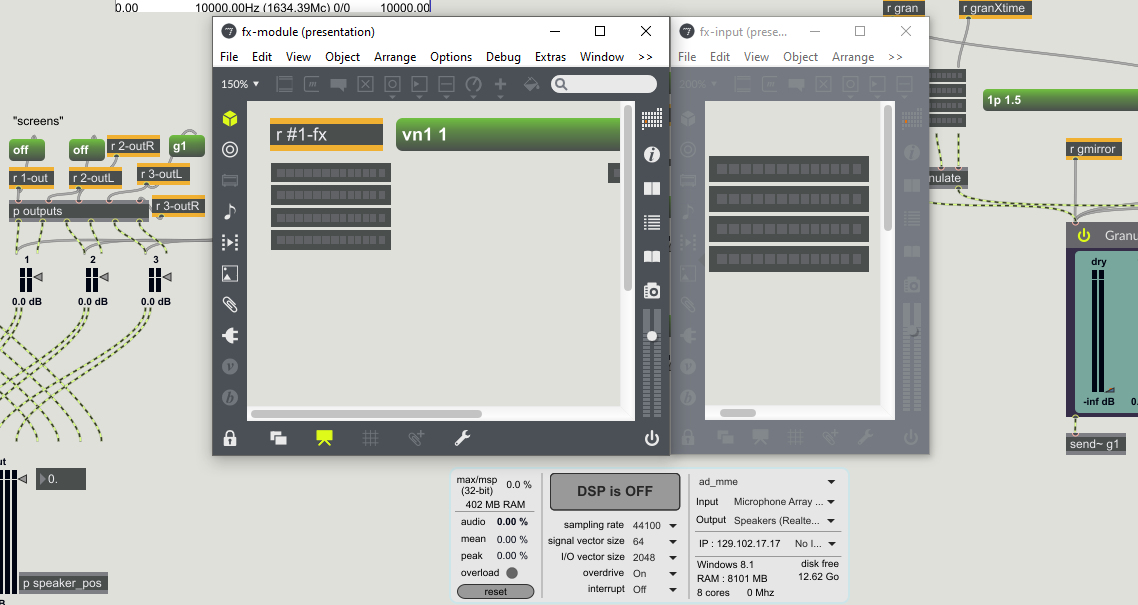 0.00 10000.00Hz (1634.39Mc) 0/0 10000.00
r gran
r granXtime
fx-module (presentation)
File Edit View Object Arrange Options Debug Extras Window >>
150%
r #1-fx
vn1 1
fx-input (prese...
File Edit View Object Arrange >>
200%
1p 1.5
r gmirror
nulate
Granu
dry
-inf dB 0.
send~ g1
"screens"
off
off
r 2-outR
g1
r 1-out
r 2-outL
r 3-outL
p outputs
r 3-outR
1 2 3
0.0 dB 0.0 dB 0.0 dB
ut
0.
p speaker_pos
B
max/msp
(32-bit)
0.0 %
402 MB RAM
audio 0.00 %
mean 0.00 %
peak 0.00 %
overload
reset
DSP is OFF
sampling rate 44100
signal vector size 64
I/O vector size 2048
overdrive On
interrupt Off
ad_mme
Input Microphone Array ...
Output Speakers (Realte...
IP : 129.102.17.17 No I...
Windows 8.1 disk free
RAM : 8101 MB 12.62 Go
8 cores 0 Mhz